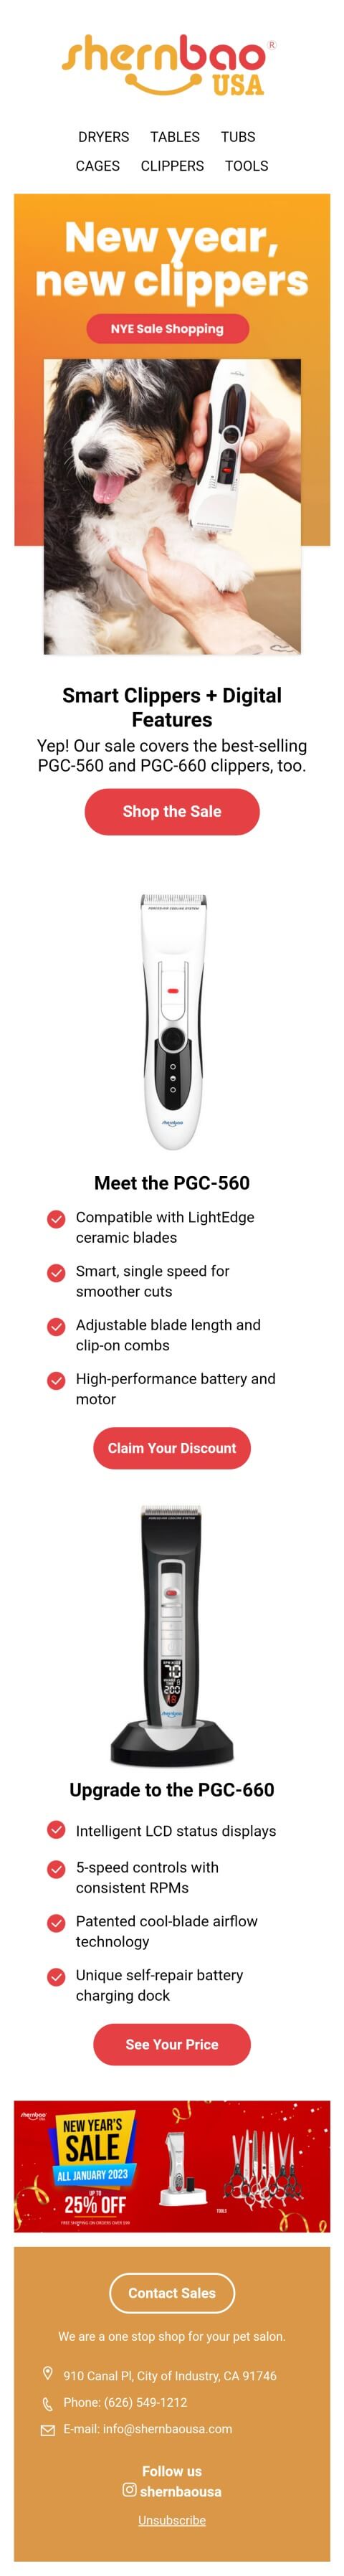 shernbao®
USA
DRYERS TABLES TUBS
CAGES CLIPPERS TOOLS
New year,
new clippers
NYE Sale Shopping
Smart Clippers + Digital
Features
Yep! Our sale covers the best-selling
PGC-560 and PGC-660 clippers, too.
Shop the Sale
shernbao
Meet the PGC-560
Compatible with LightEdge
ceramic blades
Smart, single speed for
smoother cuts
Adjustable blade length and
clip-on combs
High-performance battery and
motor
Claim Your Discount
70
200
shernbao
Upgrade to the PGC-660
Intelligent LCD status displays
5-speed controls with
consistent RPMs
Patented cool-blade airflow
technology
Unique self-repair battery
charging dock
See Your Price
shernbao
NEW YEAR'S
SALE
ALL JANUARY 2023
UP TO
25% OFF
TOOLS
Contact Sales
We are a one stop shop for your pet salon.
910 Canal Pl, City of Industry, CA 91746
Phone: (626) 549-1212
E-mail: info@shernbaousa.com
Follow us
shernbaousa
Unsubscribe